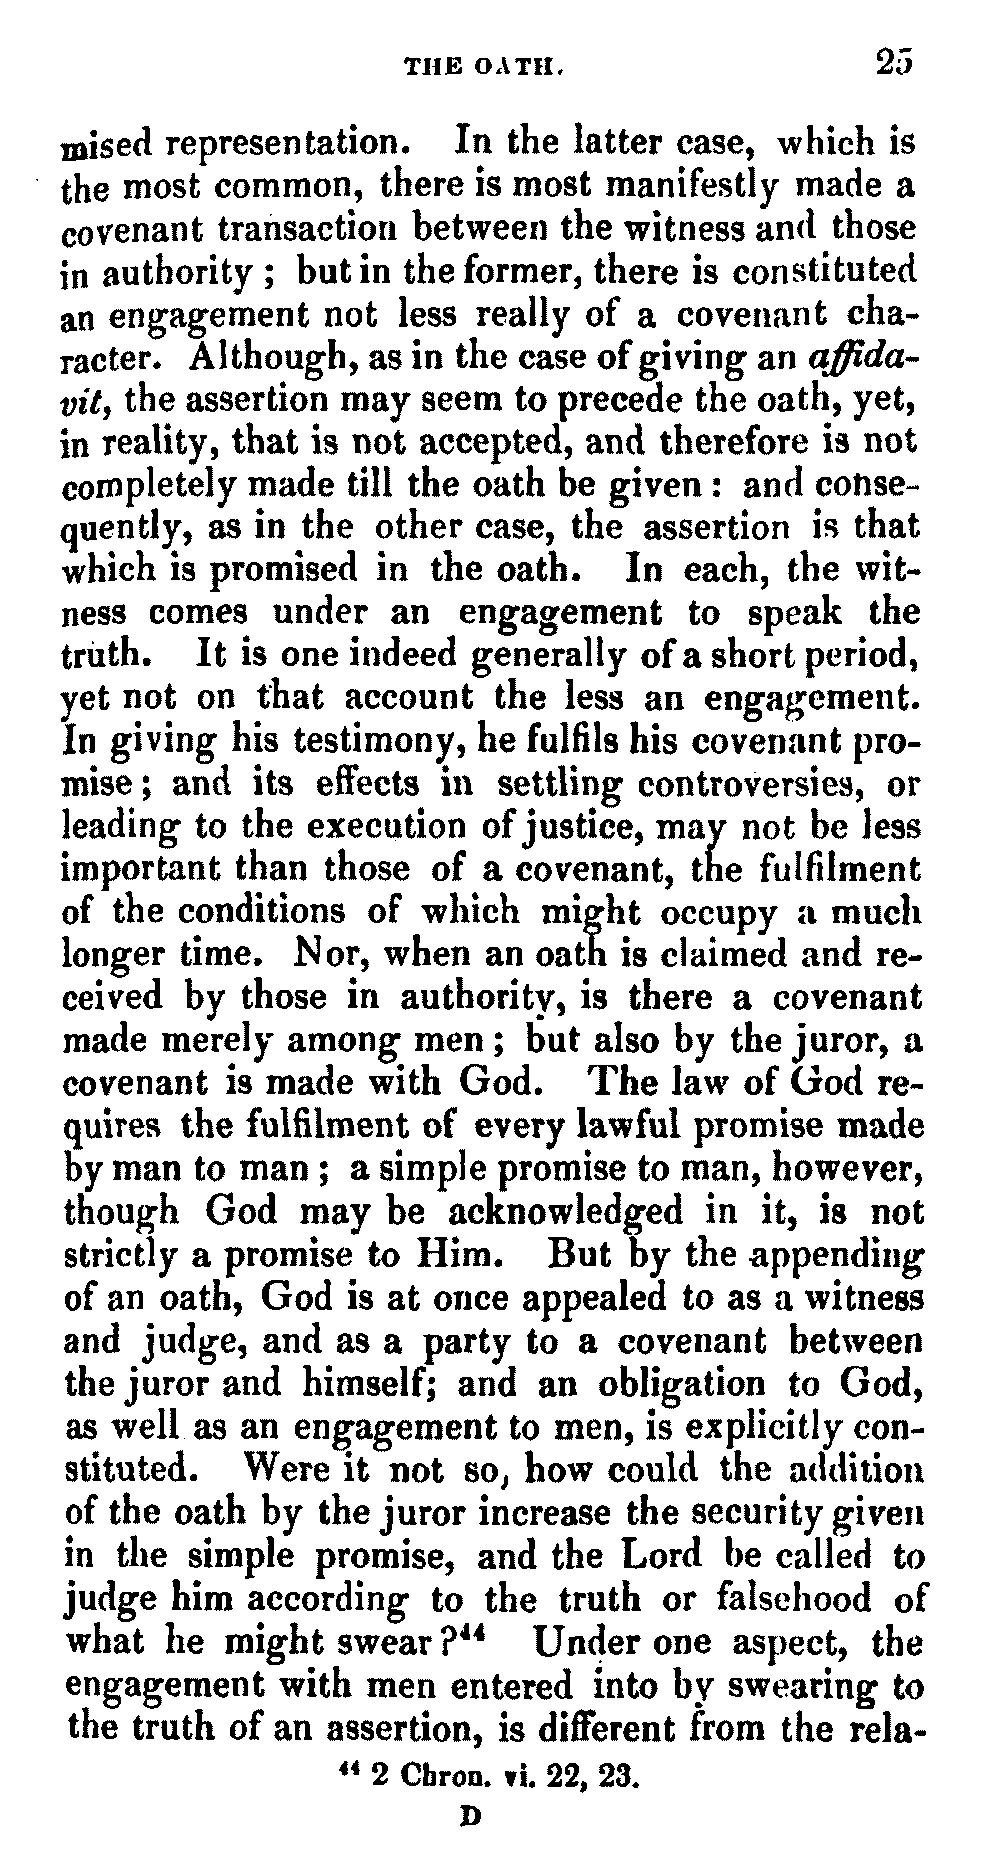 THE OATH. 25
mised representation. In the latter case, which is
the most common, there is most manifestly made a
covenant transaction between the witness and those
in authority ; but in the former, there is constituted
an engagement not less really of a covenant cha-
racter. Although, as in the case of giving an affida-
vit, the assertion may seem to precede the oath, yet,
in reality, that is not accepted, and therefore is not
completely made till the oath be given : and conse-
quently, as in the other case, the assertion is that
which is promised in the oath. In each, the wit-
ness comes under an engagement to speak the
truth. It is one indeed generally of a short period,
yet not on that account the less an engagement.
In giving his testimony, he fulfils his covenant pro-
mise ; and its effects in settling controversies, or
leading to the execution of justice, may not be less
important than those of a covenant, the fulfilment
of the conditions of which might occupy a much
longer time. Nor, when an oath is claimed and re-
ceived by those in authority, is there a covenant
made merely among men ; but also by the juror, a
covenant is made with God. The law of God re-
quires the fulfilment of every lawful promise made
by man to man ; a simple promise to man, however,
though God may be acknowledged in it, is not
strictly a promise to Him. But by the appending
of an oath, God is at once appealed to as a witness
and judge, and as a party to a covenant between
the juror and himself; and an obligation to God,
as well as an engagement to men, is explicitly con-
stituted. Were it not so, how could the addition
of the oath by the juror increase the security given
in the simple promise, and the Lord be called to
judge him according to the truth or falsehood of
what he might swear ?⁴⁴ Under one aspect, the
engagement with men entered into by swearing to
the truth of an assertion, is different from the rela-
⁴⁴ 2 Chron. vi. 22, 23.
D